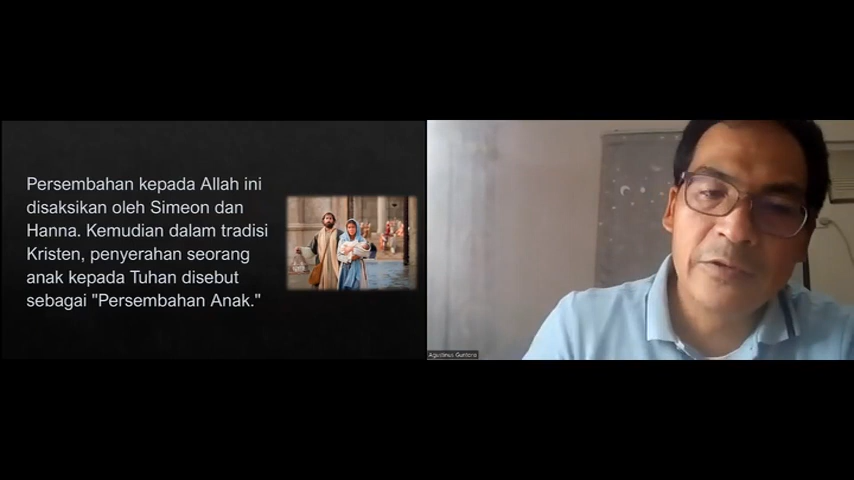 Persembahan kepada Allah ini
disaksikan oleh Simeon dan
Hanna. Kemudian dalam tradisi
Kristen, penyerahan seorang
anak kepada Tuhan disebut
sebagai "Persembahan Anak."
Agustinus